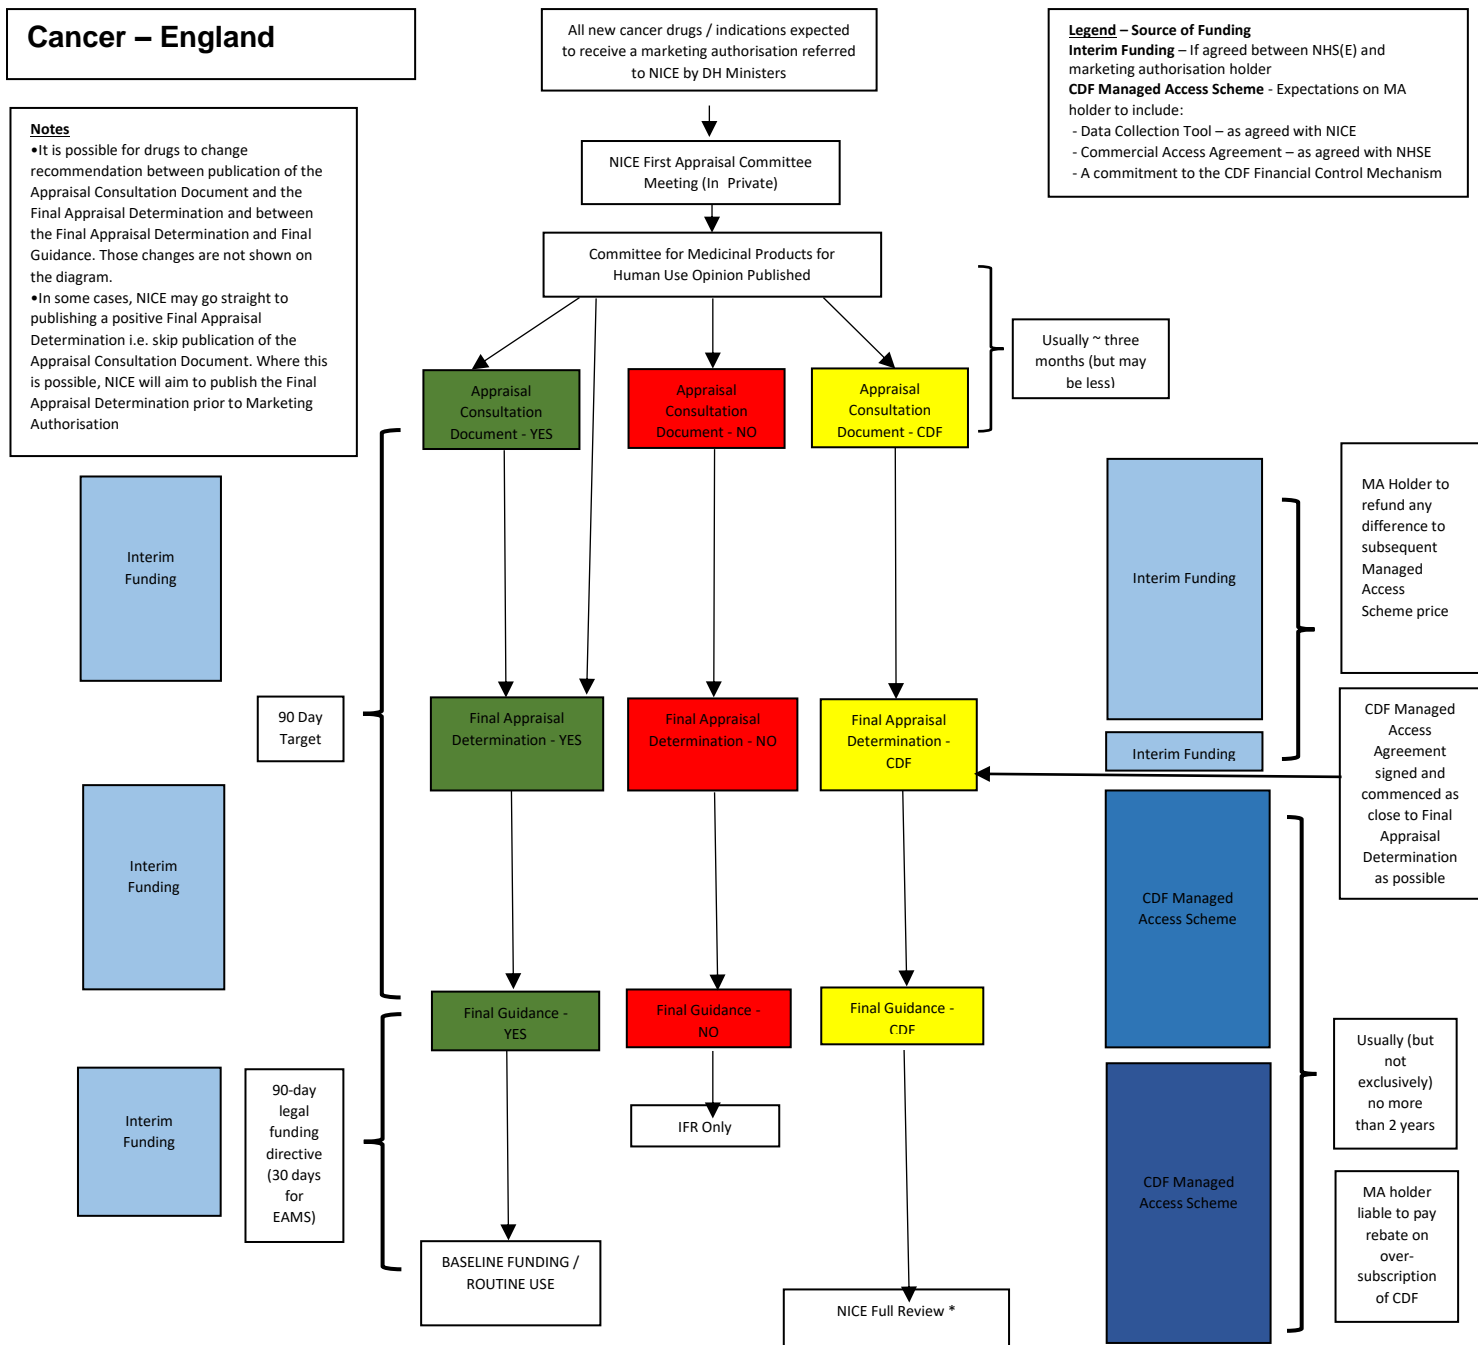 Cancer – England
All new cancer drugs / indications expected
to receive a marketing authorisation referred
to NICE by DH Ministers
Legend – Source of Funding
Interim Funding – If agreed between NHS(E) and
marketing authorisation holder
CDF Managed Access Scheme - Expectations on MA
holder to include:
- Data Collection Tool – as agreed with NICE
- Commercial Access Agreement – as agreed with NHSE
- A commitment to the CDF Financial Control Mechanism
Notes
•It is possible for drugs to change
recommendation between publication of the
Appraisal Consultation Document and the
Final Appraisal Determination and between
the Final Appraisal Determination and Final
Guidance. Those changes are not shown on
the diagram.
•In some cases, NICE may go straight to
publishing a positive Final Appraisal
Determination i.e. skip publication of the
Appraisal Consultation Document. Where this
is possible, NICE will aim to publish the Final
Appraisal Determination prior to Marketing
Authorisation
NICE First Appraisal Committee
Meeting (In Private)
Committee for Medicinal Products for
Human Use Opinion Published
Usually ~ three
months (but may
be less)
Appraisal
Consultation
Document - YES
Appraisal
Consultation
Document - NO
Appraisal
Consultation
Document - CDF
Interim
Funding
Interim Funding
MA Holder to
refund any
difference to
subsequent
Managed
Access
Scheme price
90 Day
Target
Final Appraisal
Determination - YES
Final Appraisal
Determination - NO
Final Appraisal
Determination -
CDF
Interim Funding
CDF Managed
Access
Agreement
signed and
commenced as
close to Final
Appraisal
Determination
as possible
Interim
Funding
CDF Managed
Access Scheme
Final Guidance -
YES
Final Guidance -
NO
Final Guidance -
CDF
Usually (but
not
exclusively)
no more
than 2 years
Interim
Funding
90-day
legal
funding
directive
(30 days
for
EAMS)
IFR Only
CDF Managed
Access Scheme
MA holder
liable to pay
rebate on
over-
subscription
of CDF
BASELINE FUNDING /
ROUTINE USE
NICE Full Review *